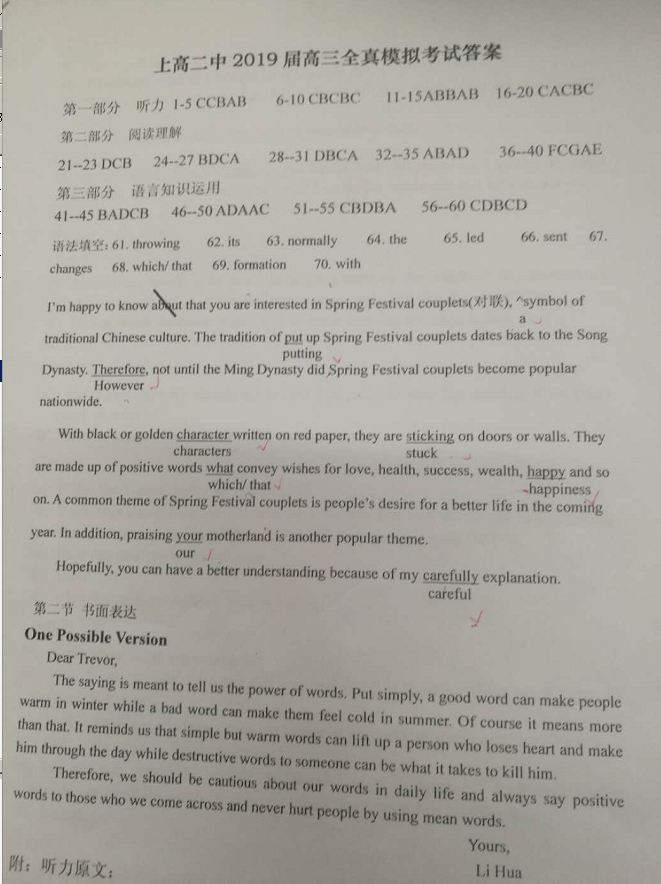 上高二中 2019 届高三全真模拟考试答案
第一部分 听力 1-5 CCBAB 6-10 CBCBC 11-15ABBAB 16-20 CACBC
第二部分 阅读理解
21--23 DCB 24--27 BDCA 28--31 DBCA 32--35 ABAD 36--40 FCGAE
第三部分 语言知识运用
41--45 BADCB 46--50 ADAAC 51--55 CBDBA 56--60 CDBCD
语法填空: 61. throwing 62. its 63. normally 64. the 65. led 66. sent 67.
changes 68. which/ that 69. formation 70. with
I'm happy to know about that you are interested in Spring Festival couplets(对联), ^symbol of
a
traditional Chinese culture. The tradition of put up Spring Festival couplets dates back to the Song
putting
Dynasty. Therefore, not until the Ming Dynasty did Spring Festival couplets become popular
However
nationwide.
With black or golden character written on red paper, they are sticking on doors or walls. They
characters stuck
are made up of positive words what convey wishes for love, health, success, wealth, happy and so
which/ that happiness
on. A common theme of Spring Festival couplets is people's desire for a better life in the coming
year. In addition, praising your motherland is another popular theme.
our
Hopefully, you can have a better understanding because of my carefully explanation.
careful
第二节 书面表达
One Possible Version
Dear Trevor,
The saying is meant to tell us the power of words. Put simply, a good word can make people
warm in winter while a bad word can make them feel cold in summer. Of course it means more
than that. It reminds us that simple but warm words can lift up a person who loses heart and make
him through the day while destructive words to someone can be what it takes to kill him.
Therefore, we should be cautious about our words in daily life and always say positive
words to those who we come across and never hurt people by using mean words.
Yours,
Li Hua
附: 听力原文: